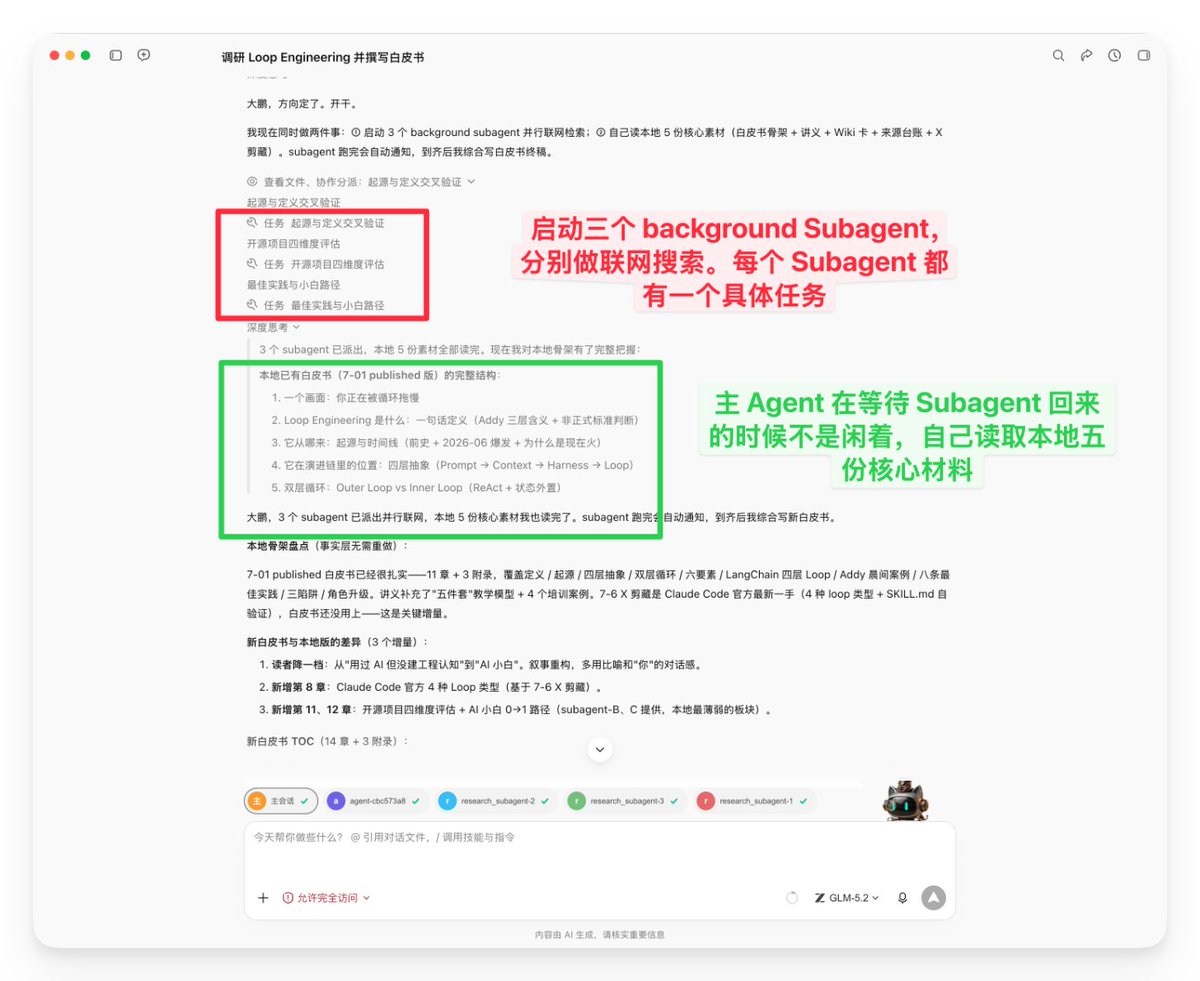 调研 Loop Engineering 并撰写白皮书
大鹏，方向定了。开干。
我现在同时做两件事：① 启动 3 个 background subagent 并行联网检索；② 自己读本地 5 份核心素材（白皮书骨架 + 讲义 + Wiki 卡 + 来源台账 + X
剪藏）。subagent 跑完会自动通知，到齐后我综合写白皮书终稿。
查看文件、协作分派：起源与定义交叉验证
起源与定义交叉验证
任务 起源与定义交叉验证
开源项目四维度评估
任务 开源项目四维度评估
最佳实践与小白路径
任务 最佳实践与小白路径
启动三个 background Subagent，
分别做联网搜索。每个 Subagent 都
有一个具体任务
深度思考
3 个 subagent 已派出，本地 5 份素材全部读完。现在我对本地骨架有了完整把握：
本地已有白皮书（7-01 published 版）的完整结构：
1. 一个画面：你正在被循环拖慢
2. Loop Engineering 是什么：一句话定义（Addy 三层含义 + 非正式标准判断）
3. 它从哪来：起源与时间线（前史 + 2026-06 爆发 + 为什么是现在火）
4. 它在演进链里的位置：四层抽象（Prompt → Context → Harness → Loop）
5. 双层循环：Outer Loop vs Inner Loop（ReAct + 状态外置）
主 Agent 在等待 Subagent 回来
的时候不是闲着，自己读取本地五
份核心材料
大鹏，3 个 subagent 已派出并行联网，本地 5 份核心素材我也读完了。subagent 跑完会自动通知，到齐后我综合写新白皮书。
本地骨架盘点（事实层无需重做）：
7-01 published 白皮书已经很扎实——11 章 + 3 附录，覆盖定义 / 起源 / 四层抽象 / 双层循环 / 六要素 / LangChain 四层 Loop / Addy 晨间案例 / 八条最
佳实践 / 三陷阱 / 角色升级。讲义补充了"五件套"教学模型 + 4 个培训案例。7-6 X 剪藏是 Claude Code 官方最新一手（4 种 loop 类型 + SKILL.md 自
验证），白皮书还没用上——这是关键增量。
新白皮书与本地版的差异（3 个增量）：
1. 读者降一档：从"用过 AI 但没建工程认知"到"AI 小白"。叙事重构，多用比喻和"你"的对话感。
2. 新增第 8 章：Claude Code 官方 4 种 Loop 类型（基于 7-6 X 剪藏）。
3. 新增第 11、12 章：开源项目四维度评估 + AI 小白 0→1 路径（subagent-B、C 提供，本地最薄弱的板块）。
新白皮书 TOC（14 章 + 3 附录）：
主 主会话 a agent-cbc573a8 r research_subagent-2 r research_subagent-3 r research_subagent-1
今天帮你做些什么？ @ 引用对话文件，/ 调用技能与指令
允许完全访问 GLM-5.2
内容由 AI 生成，请核实重要信息